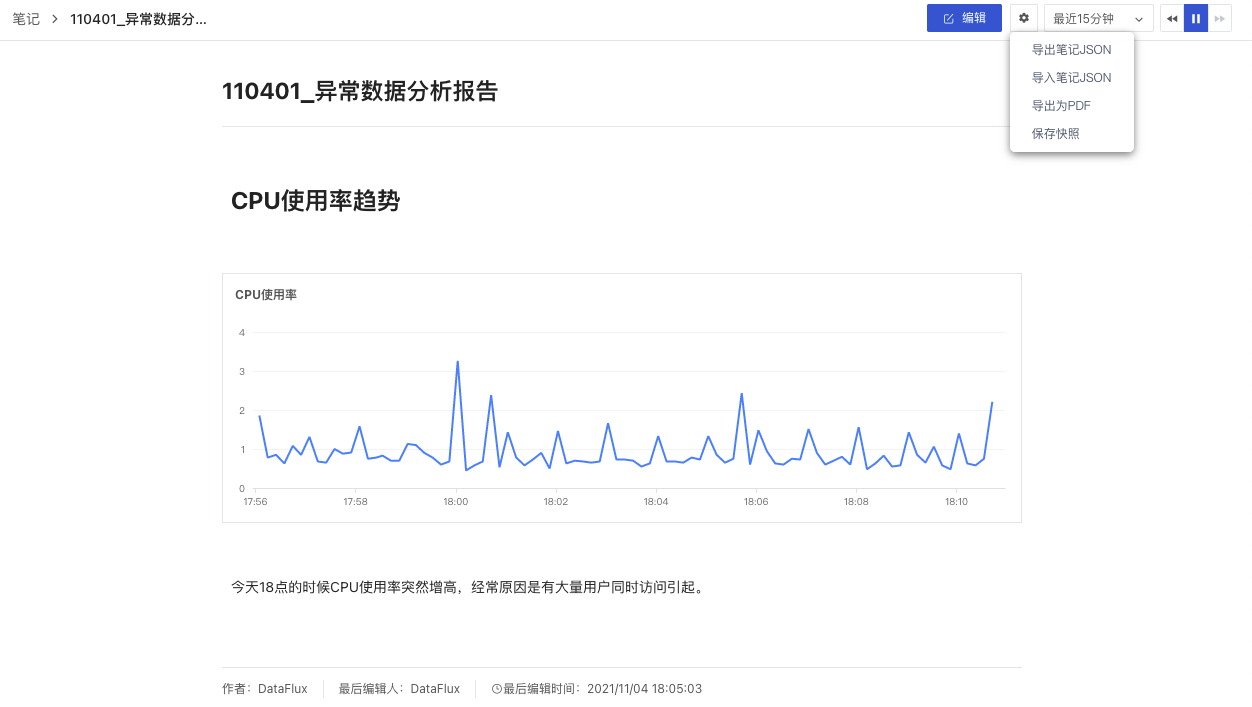 笔记 > 110401_异常数据分...
编辑
最近15分钟
导出笔记JSON
导入笔记JSON
导出为PDF
保存快照
110401_异常数据分析报告
CPU使用率趋势
CPU使用率
4
3
2
1
0
17:56 17:58 18:00 18:02 18:04 18:06 18:08 18:10
今天18点的时候CPU使用率突然增高，经常原因是有大量用户同时访问引起。
作者：DataFlux 最后编辑人：DataFlux 最后编辑时间：2021/11/04 18:05:03